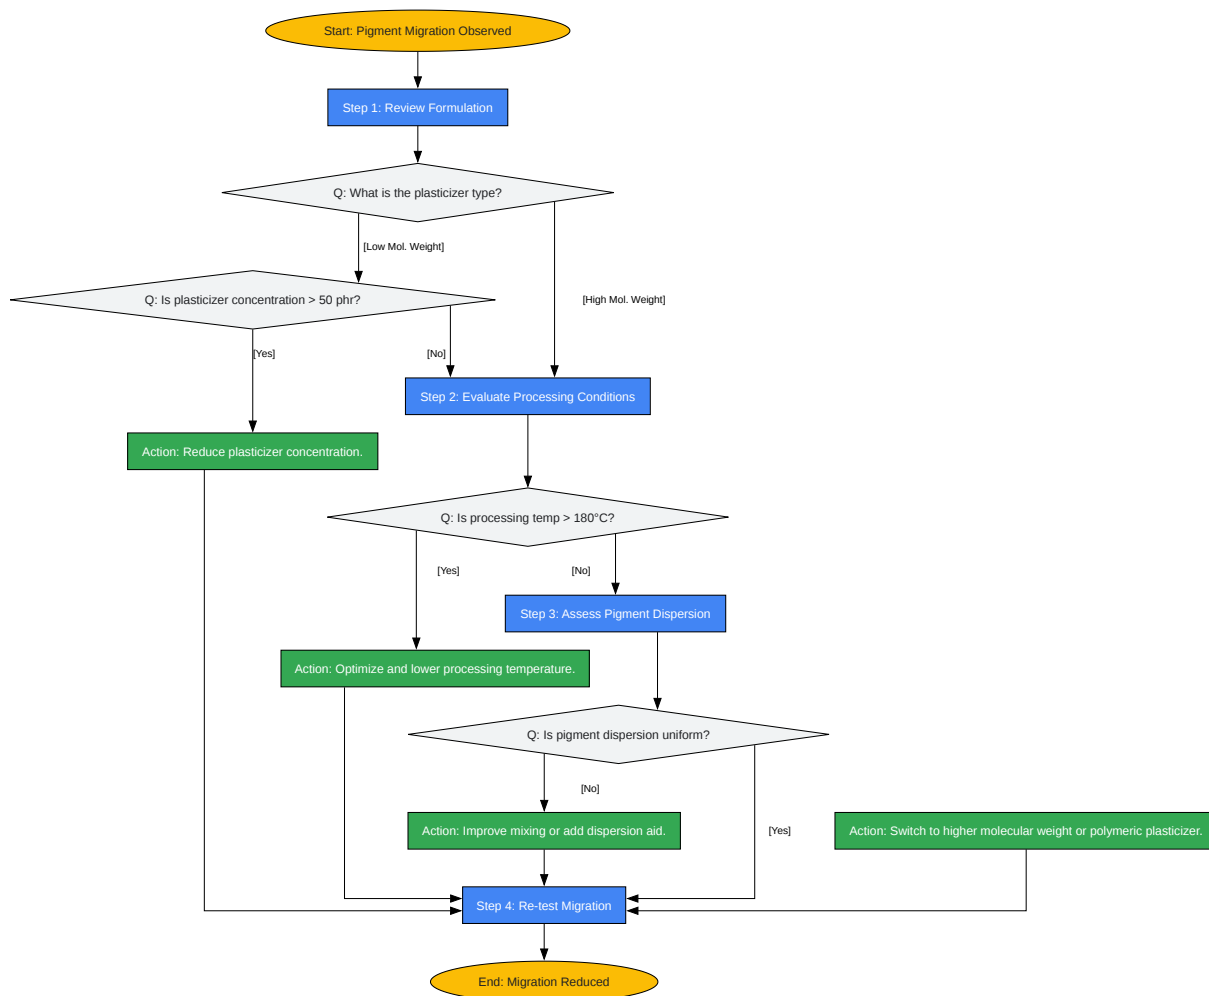 Start: Pigment Migration Observed
Step 1: Review Formulation
Q: What is the plasticizer type?
[Low Mol. Weight]
Q: Is plasticizer concentration > 50 phr?
[High Mol. Weight]
[Yes]
[No]
Step 2: Evaluate Processing Conditions
Action: Reduce plasticizer concentration.
Q: Is processing temp > 180°C?
[Yes]
[No]
Step 3: Assess Pigment Dispersion
Action: Optimize and lower processing temperature.
Q: Is pigment dispersion uniform?
[No]
Action: Improve mixing or add dispersion aid.
[Yes]
Action: Switch to higher molecular weight or polymeric plasticizer.
Step 4: Re-test Migration
End: Migration Reduced